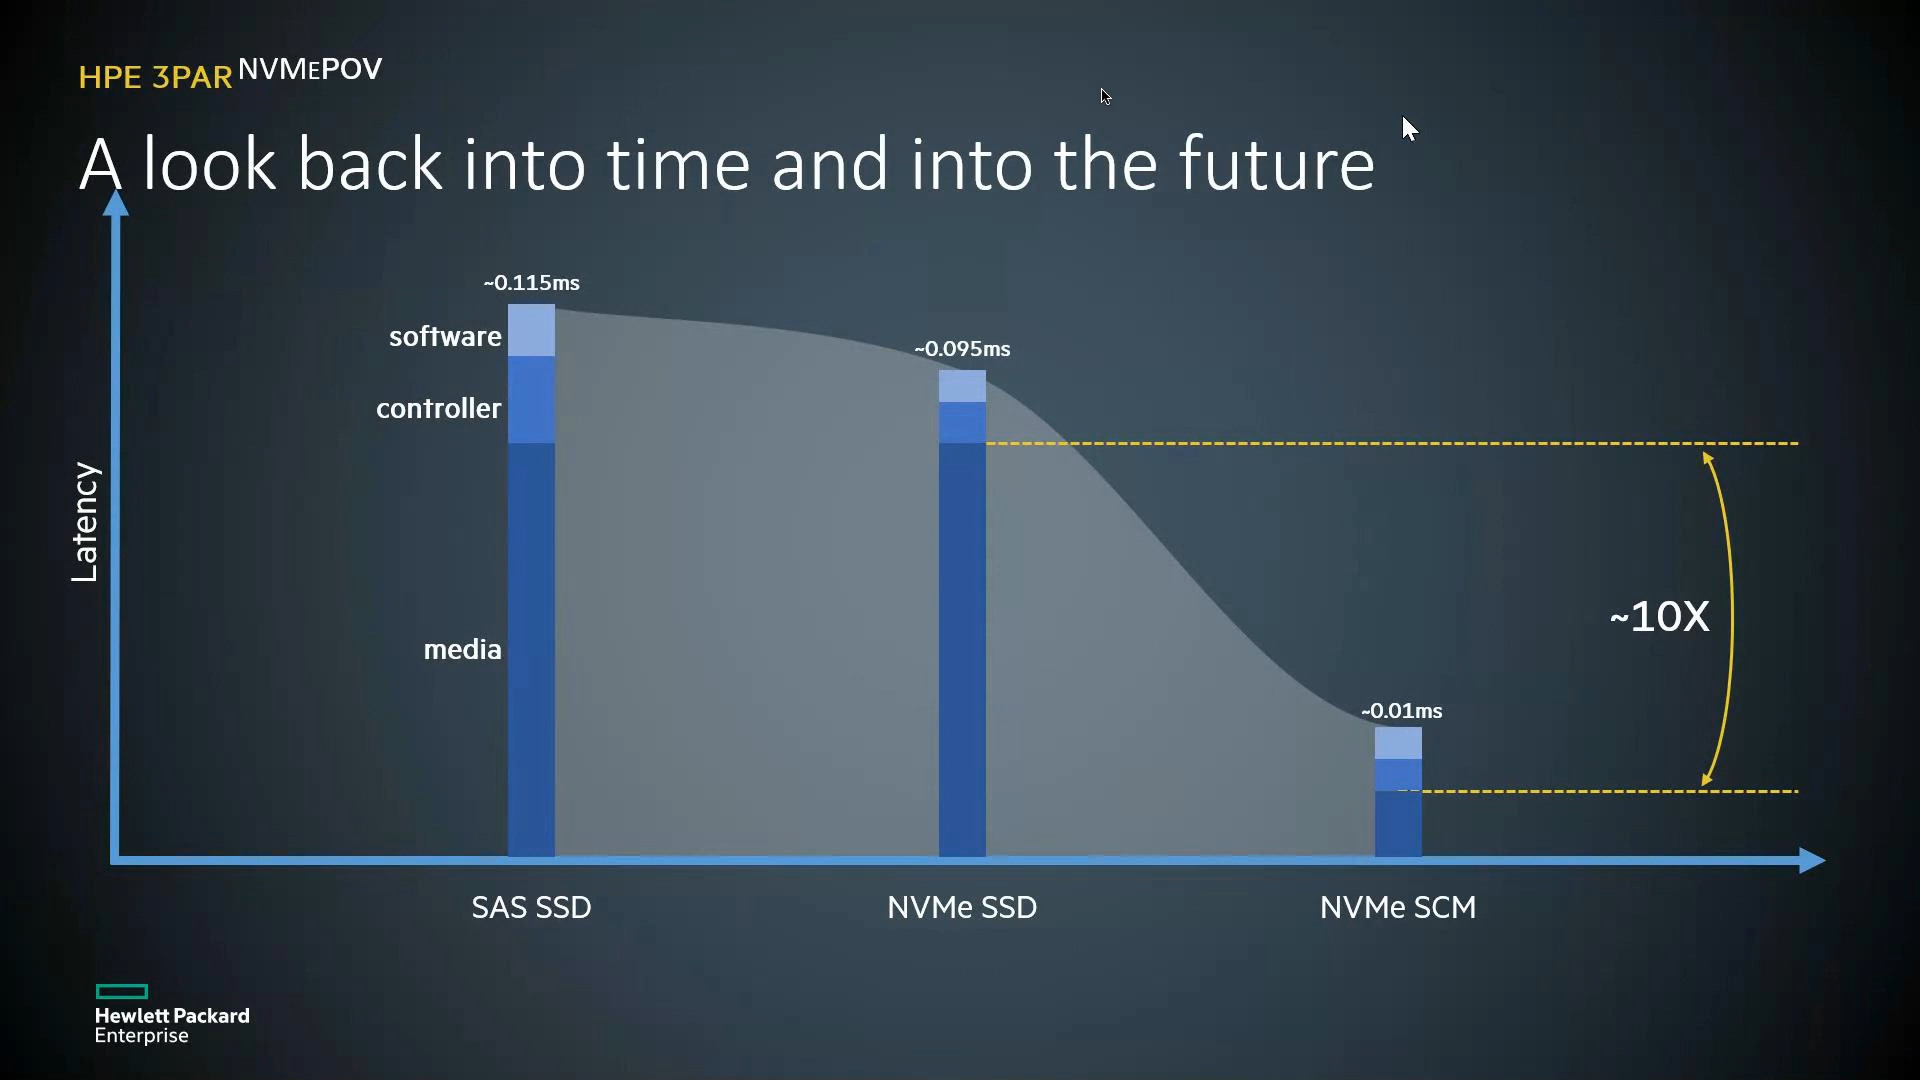 HPE 3PAR NVMEPOV
A look back into time and into the future
~0.115ms
software
~0.095ms
controller
Latency
~10X
media
~0.01ms
SAS SSD
NVMe SSD
NVMe SCM
Hewlett Packard
Enterprise